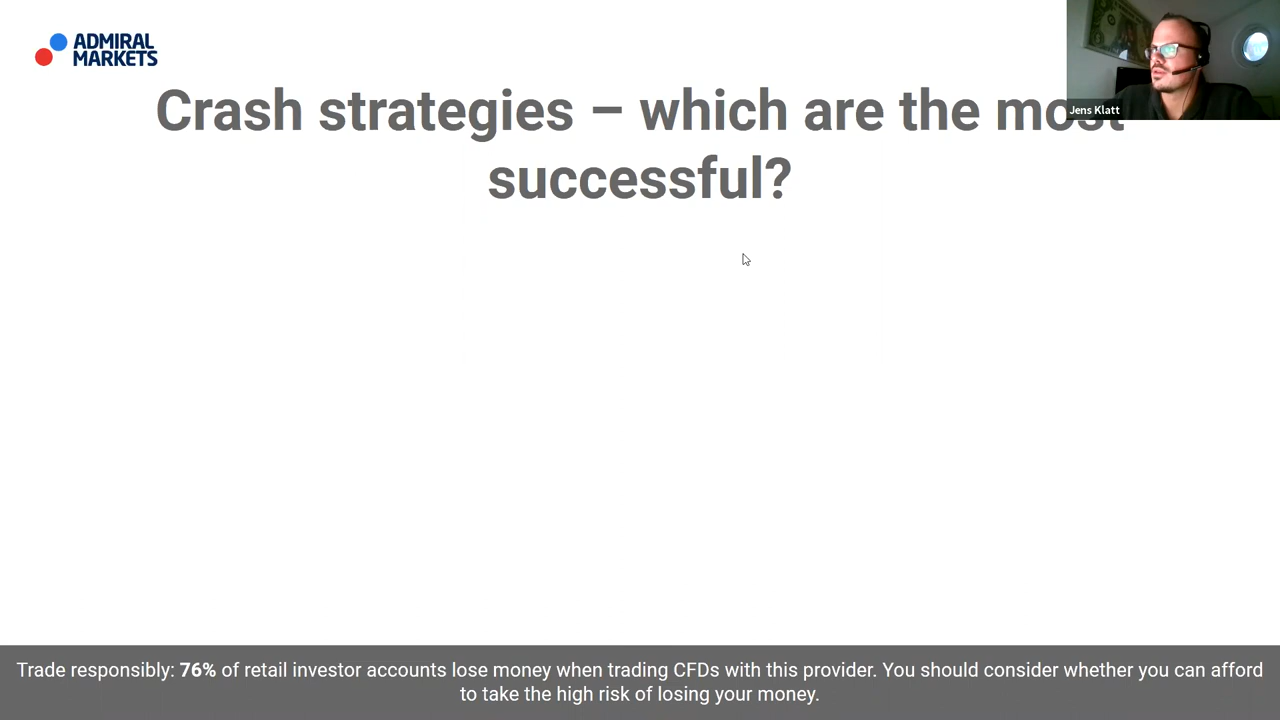 ADMIRAL
MARKETS
Crash strategies – which are the most
successful?
Jens Klatt
Trade responsibly: 76% of retail investor accounts lose money when trading CFDs with this provider. You should consider whether you can afford
to take the high risk of losing your money.